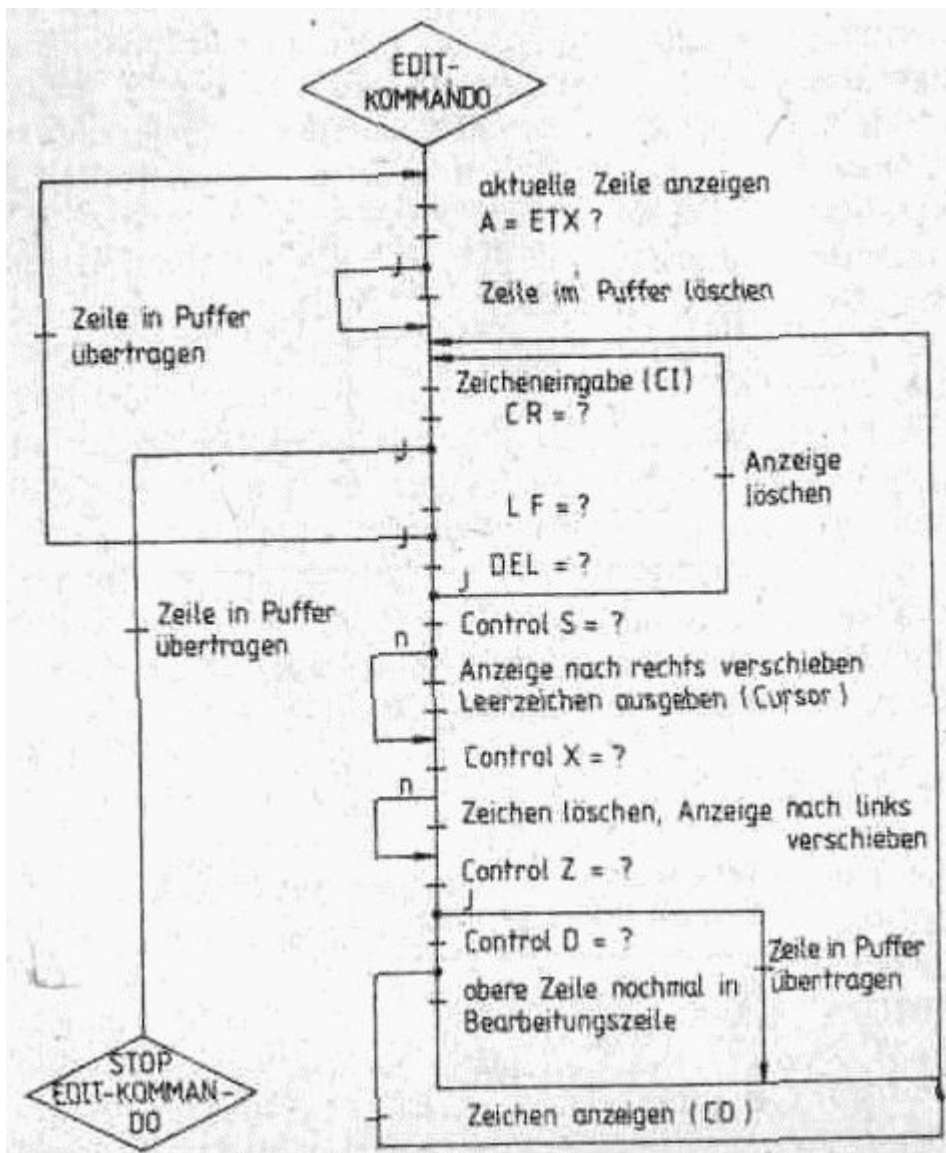 EDIT-
KOMMANDO
aktuelle Zeile anzeigen
A = ETX ?
j
Zeile im Puffer löschen
Zeile in Puffer
übertragen
Zeicheneingabe (CI)
CR = ?
j
Anzeige
löschen
LF = ?
j
DEL = ?
j
Zeile in Puffer
übertragen
Control S = ?
n
Anzeige nach rechts verschieben
Leerzeichen ausgeben (Cursor)
Control X = ?
n
Zeichen löschen, Anzeige nach links
verschieben
Control Z = ?
j
Control D = ?
Zeile in Puffer
übertragen
obere Zeile nochmal in
Bearbeitungszeile
STOP
EDIT-KOMMAN-
DO
Zeichen anzeigen (CO)